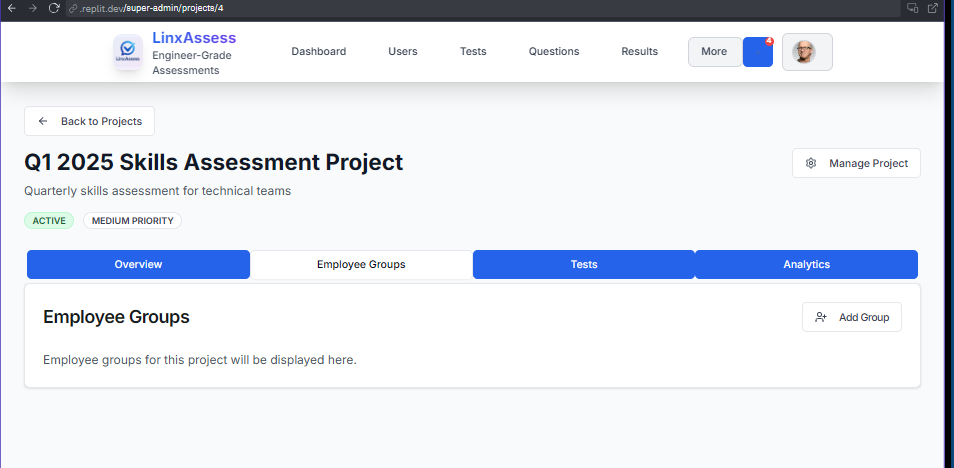 .replit.dev/super-admin/projects/4
LinxAssess
Engineer-Grade
Assessments
LinxAssess
Dashboard
Users
Tests
Questions
Results
More
4
Back to Projects
Q1 2025 Skills Assessment Project
Manage Project
Quarterly skills assessment for technical teams
ACTIVE
MEDIUM PRIORITY
Overview
Employee Groups
Tests
Analytics
Employee Groups
Add Group
Employee groups for this project will be displayed here.